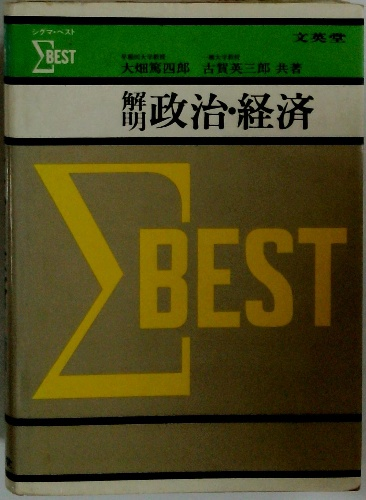 シグマ・ベスト
ΣBEST
文英堂
早稲田大学教授 一橋大学教授
大畑篤四郎 古賀英三郎 共著
解明 政治・経済
ΣBEST